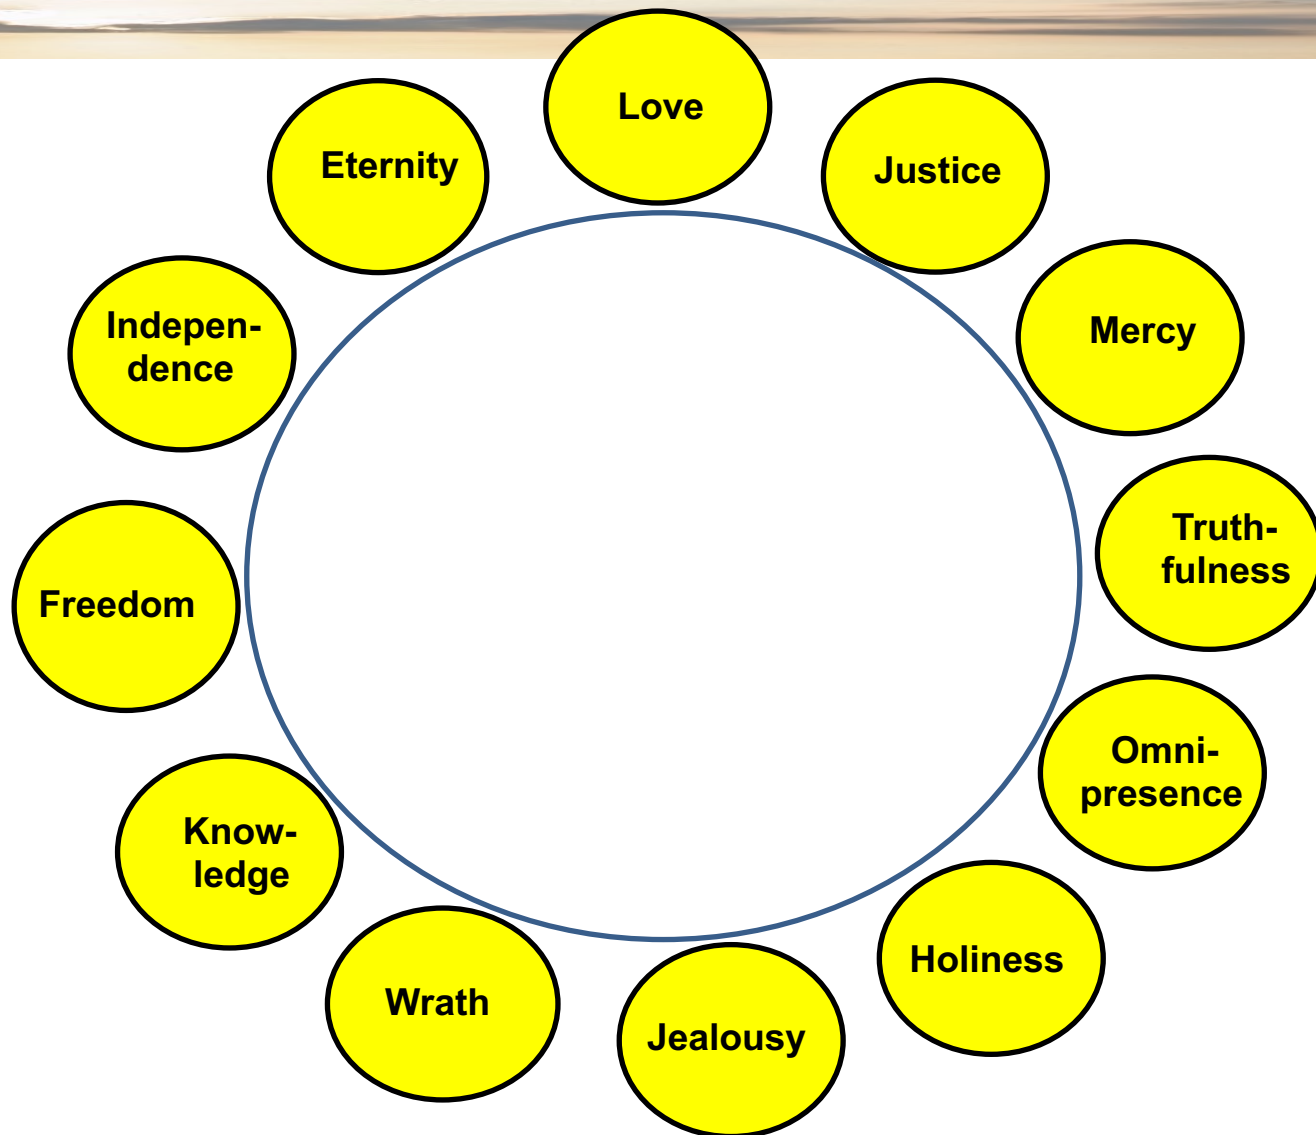 Love
Justice
Mercy
Truth-
fulness
Omni-
presence
Holiness
Jealousy
Wrath
Know-
ledge
Freedom
Indepen-
dence
Eternity